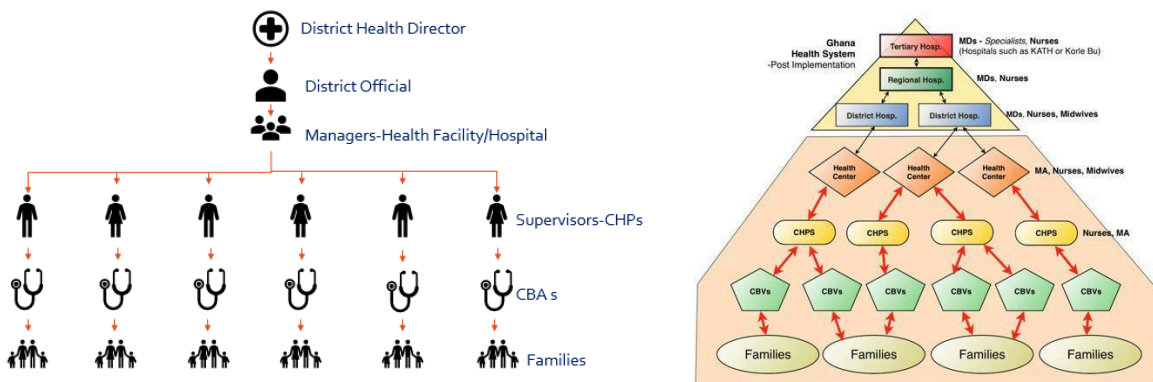 District Health Director
District Official
Managers-Health Facility/Hospital
Supervisors-CHPs
CBA s
Families
Ghana
Health System
-Post Implementation
Tertiary Hosp.
MDs - Specialists, Nurses
(Hospitals such as KATH or Korle Bu)
Regional Hosp.
MDs, Nurses
District Hosp.
District Hosp.
MDs, Nurses, Midwives
Health
Center
Health
Center
Health
Center
MA, Nurses, Midwives
CHPS
CHPS
CHPS
CHPS
Nurses, MA
CBVs
CBVs
CBVs
CBVs
CBVs
CBVs
Families
Families
Families
Families